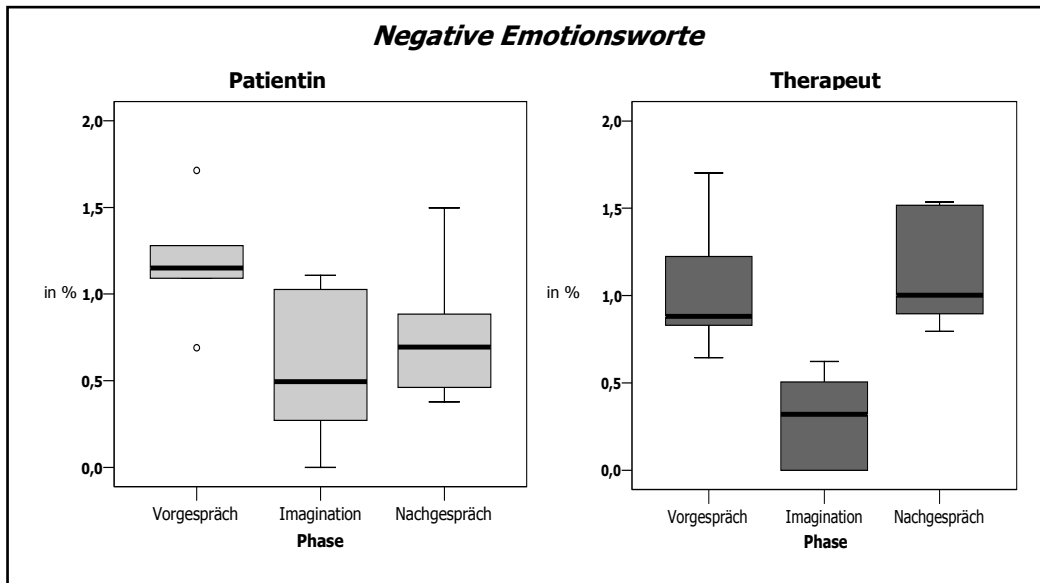 Negative Emotionsworte
Patientin
2,0
1,5
in %
1,0
0,5
0,0
Vorgespräch Imagination Nachgespräch
Phase
Therapeut
2,0
1,5
in %
1,0
0,5
0,0
Vorgespräch Imagination Nachgespräch
Phase